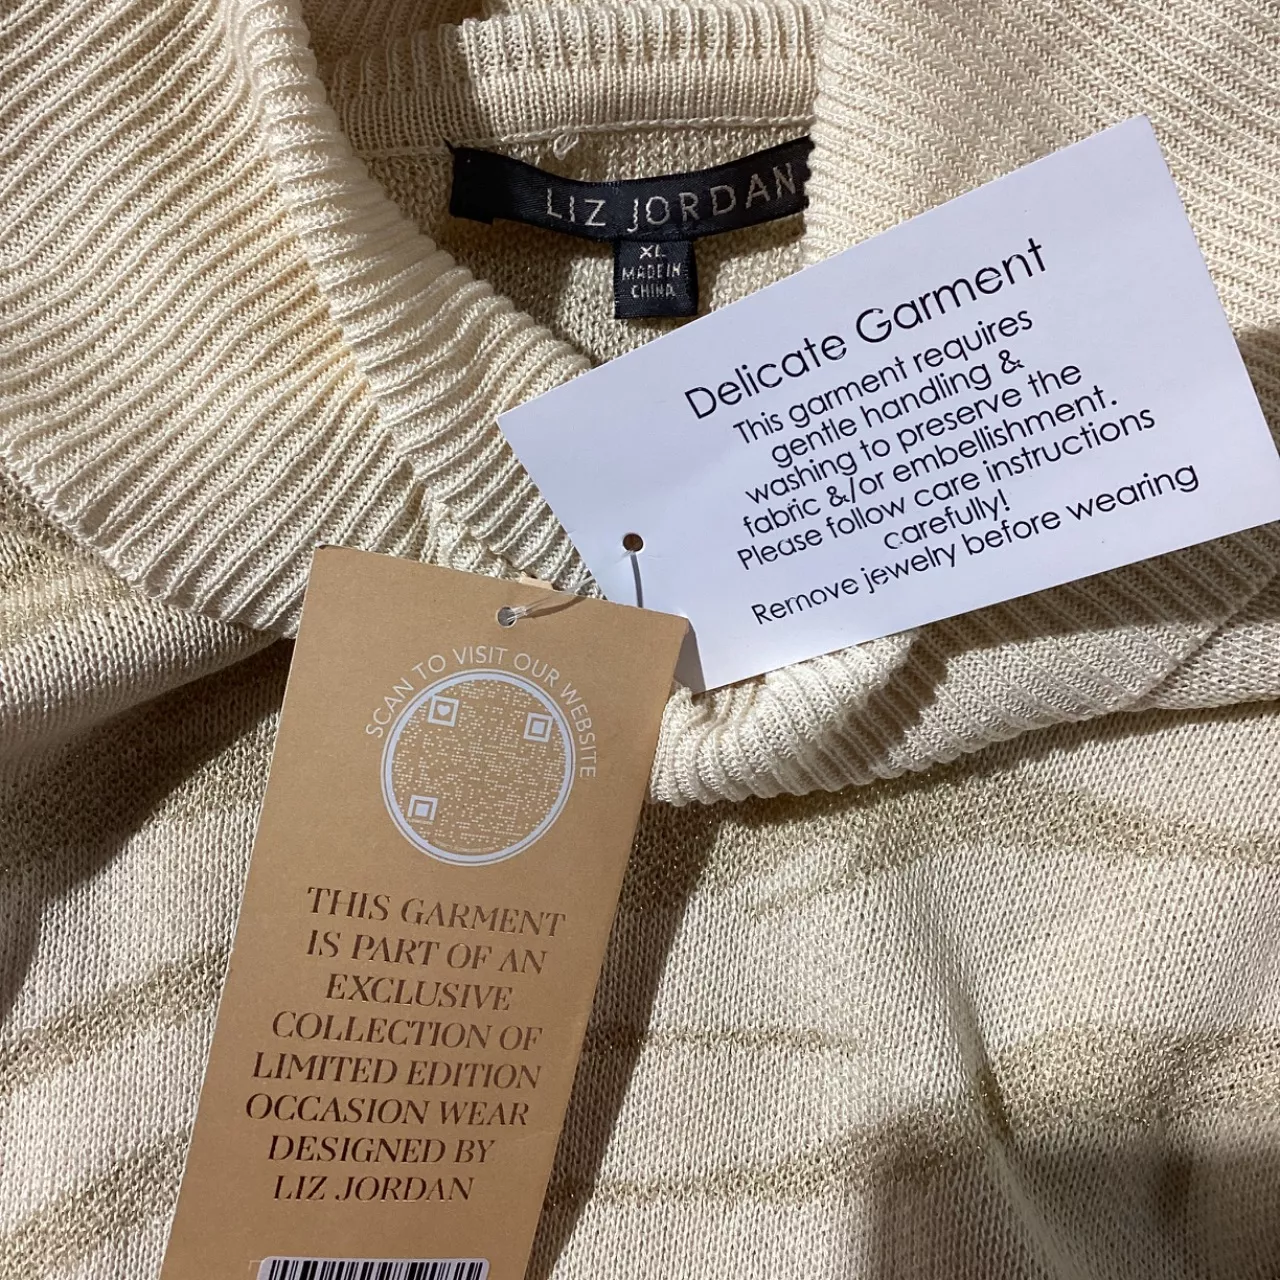 LIZ JORDAN
XL
MADE IN
CHINA
Delicate Garment
This garment requires
gentle handling &
washing to preserve the
fabric &/or embellishment.
Please follow care instructions
carefully!
Remove jewelry before wearing
SCAN TO VISIT OUR WEBSITE
THIS GARMENT
IS PART OF AN
EXCLUSIVE
COLLECTION OF
LIMITED EDITION
OCCASION WEAR
DESIGNED BY
LIZ JORDAN